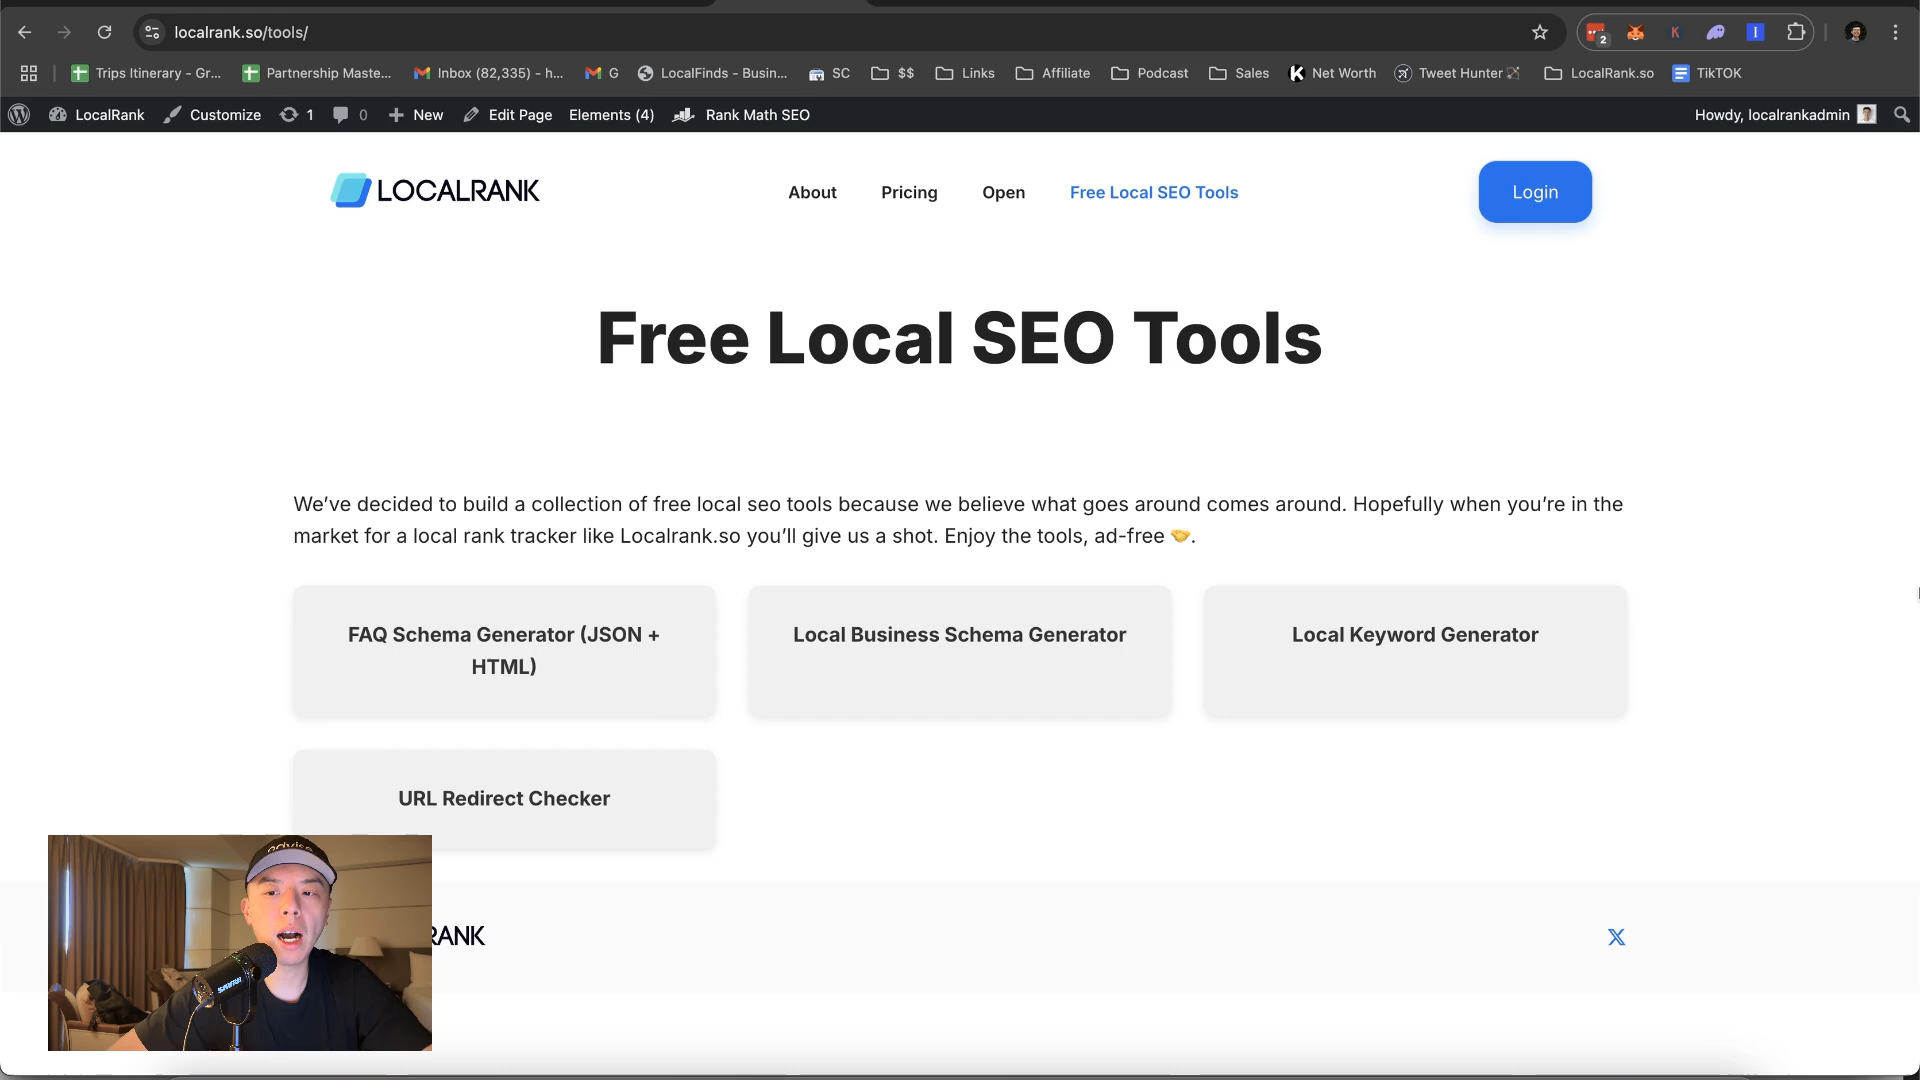 localrank.so/tools/
2
Trips Itinerary - Gr...
Partnership Maste...
Inbox (82,335) - h...
G
LocalFinds - Busin...
SC
$$
Links
Affiliate
Podcast
Sales
Net Worth
Tweet Hunter
LocalRank.so
TikTOK
LocalRank
Customize
1
0
New
Edit Page
Elements (4)
Rank Math SEO
Howdy, localrankadmin
LOCALRANK
About
Pricing
Open
Free Local SEO Tools
Login
Free Local SEO Tools
We’ve decided to build a collection of free local seo tools because we believe what goes around comes around. Hopefully when you’re in the
market for a local rank tracker like Localrank.so you’ll give us a shot. Enjoy the tools, ad-free 🤝.
FAQ Schema Generator (JSON +
HTML)
Local Business Schema Generator
Local Keyword Generator
URL Redirect Checker
RANK